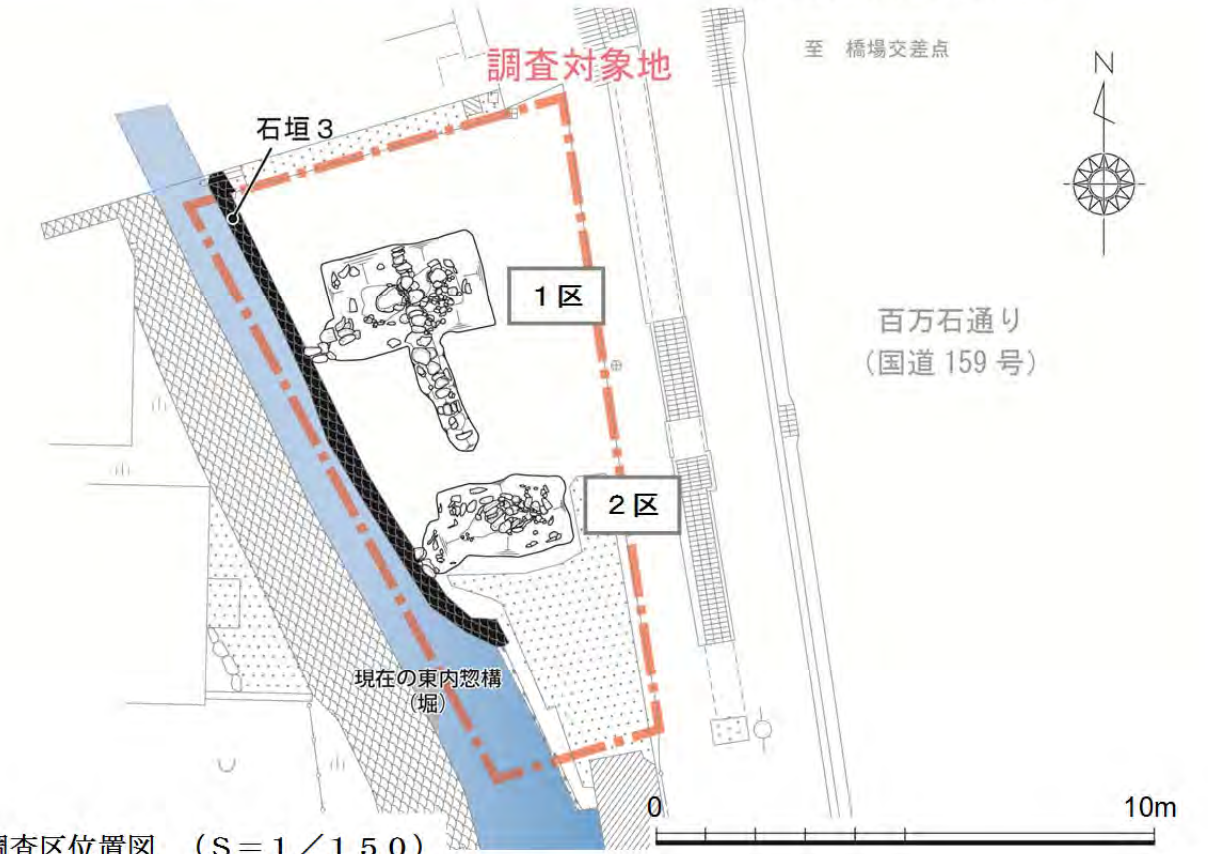 調査対象地
至 橋場交差点
N
石垣３
１区
百万石通り
（国道 159 号）
２区
現在の東内惣構
（堀）
0
10m
調査区位置図 （Ｓ＝１／１５０）